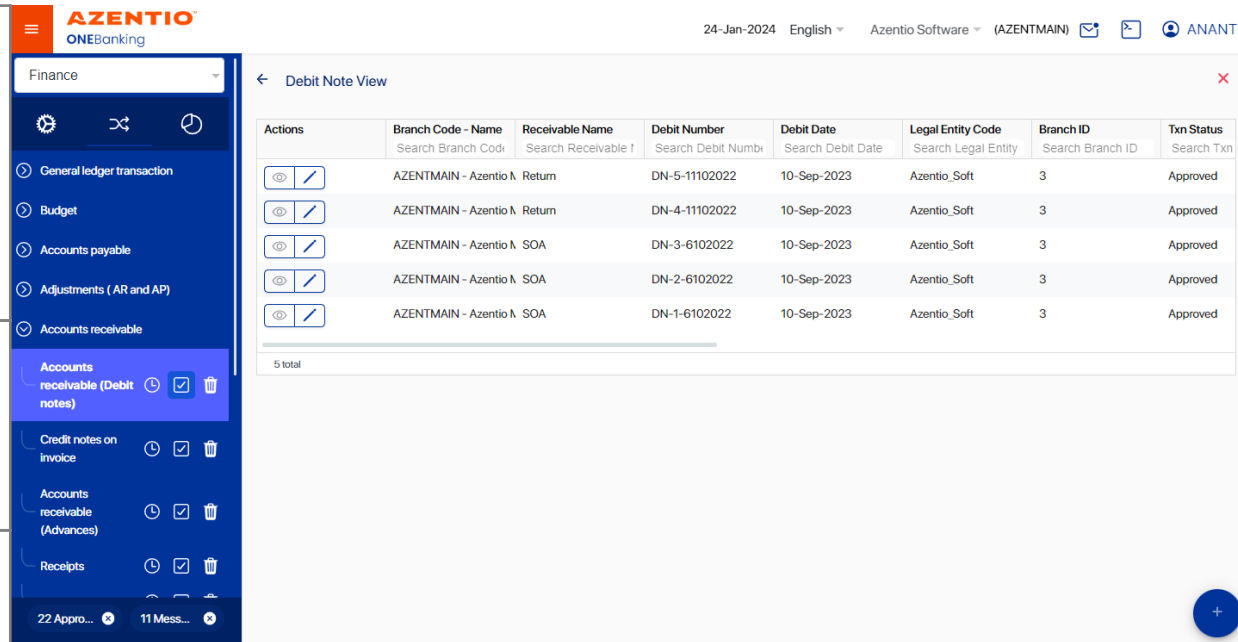 AZENTIO
ONEBanking
24-Jan-2024 English Azentio Software (AZENTMAIN) ANANT
Finance
Debit Note View
General ledger transaction
Budget
Accounts payable
Adjustments ( AR and AP)
Accounts receivable
Accounts
receivable (Debit
notes)
Credit notes on
invoice
Accounts
receivable
(Advances)
Receipts
22 Appro...
11 Mess...
Actions Branch Code - Name Receivable Name Debit Number Debit Date Legal Entity Code Branch ID Txn Status
Search Branch Code Search Receivable Search Debit Numbe Search Debit Date Search Legal Entity Search Branch ID Search Txn
AZENTMAIN - Azentio Return DN-5-11102022 10-Sep-2023 Azentio_Soft 3 Approved
AZENTMAIN - Azentio Return DN-4-11102022 10-Sep-2023 Azentio_Soft 3 Approved
AZENTMAIN - Azentio SOA DN-3-6102022 10-Sep-2023 Azentio_Soft 3 Approved
AZENTMAIN - Azentio SOA DN-2-6102022 10-Sep-2023 Azentio_Soft 3 Approved
AZENTMAIN - Azentio SOA DN-1-6102022 10-Sep-2023 Azentio_Soft 3 Approved
5 total